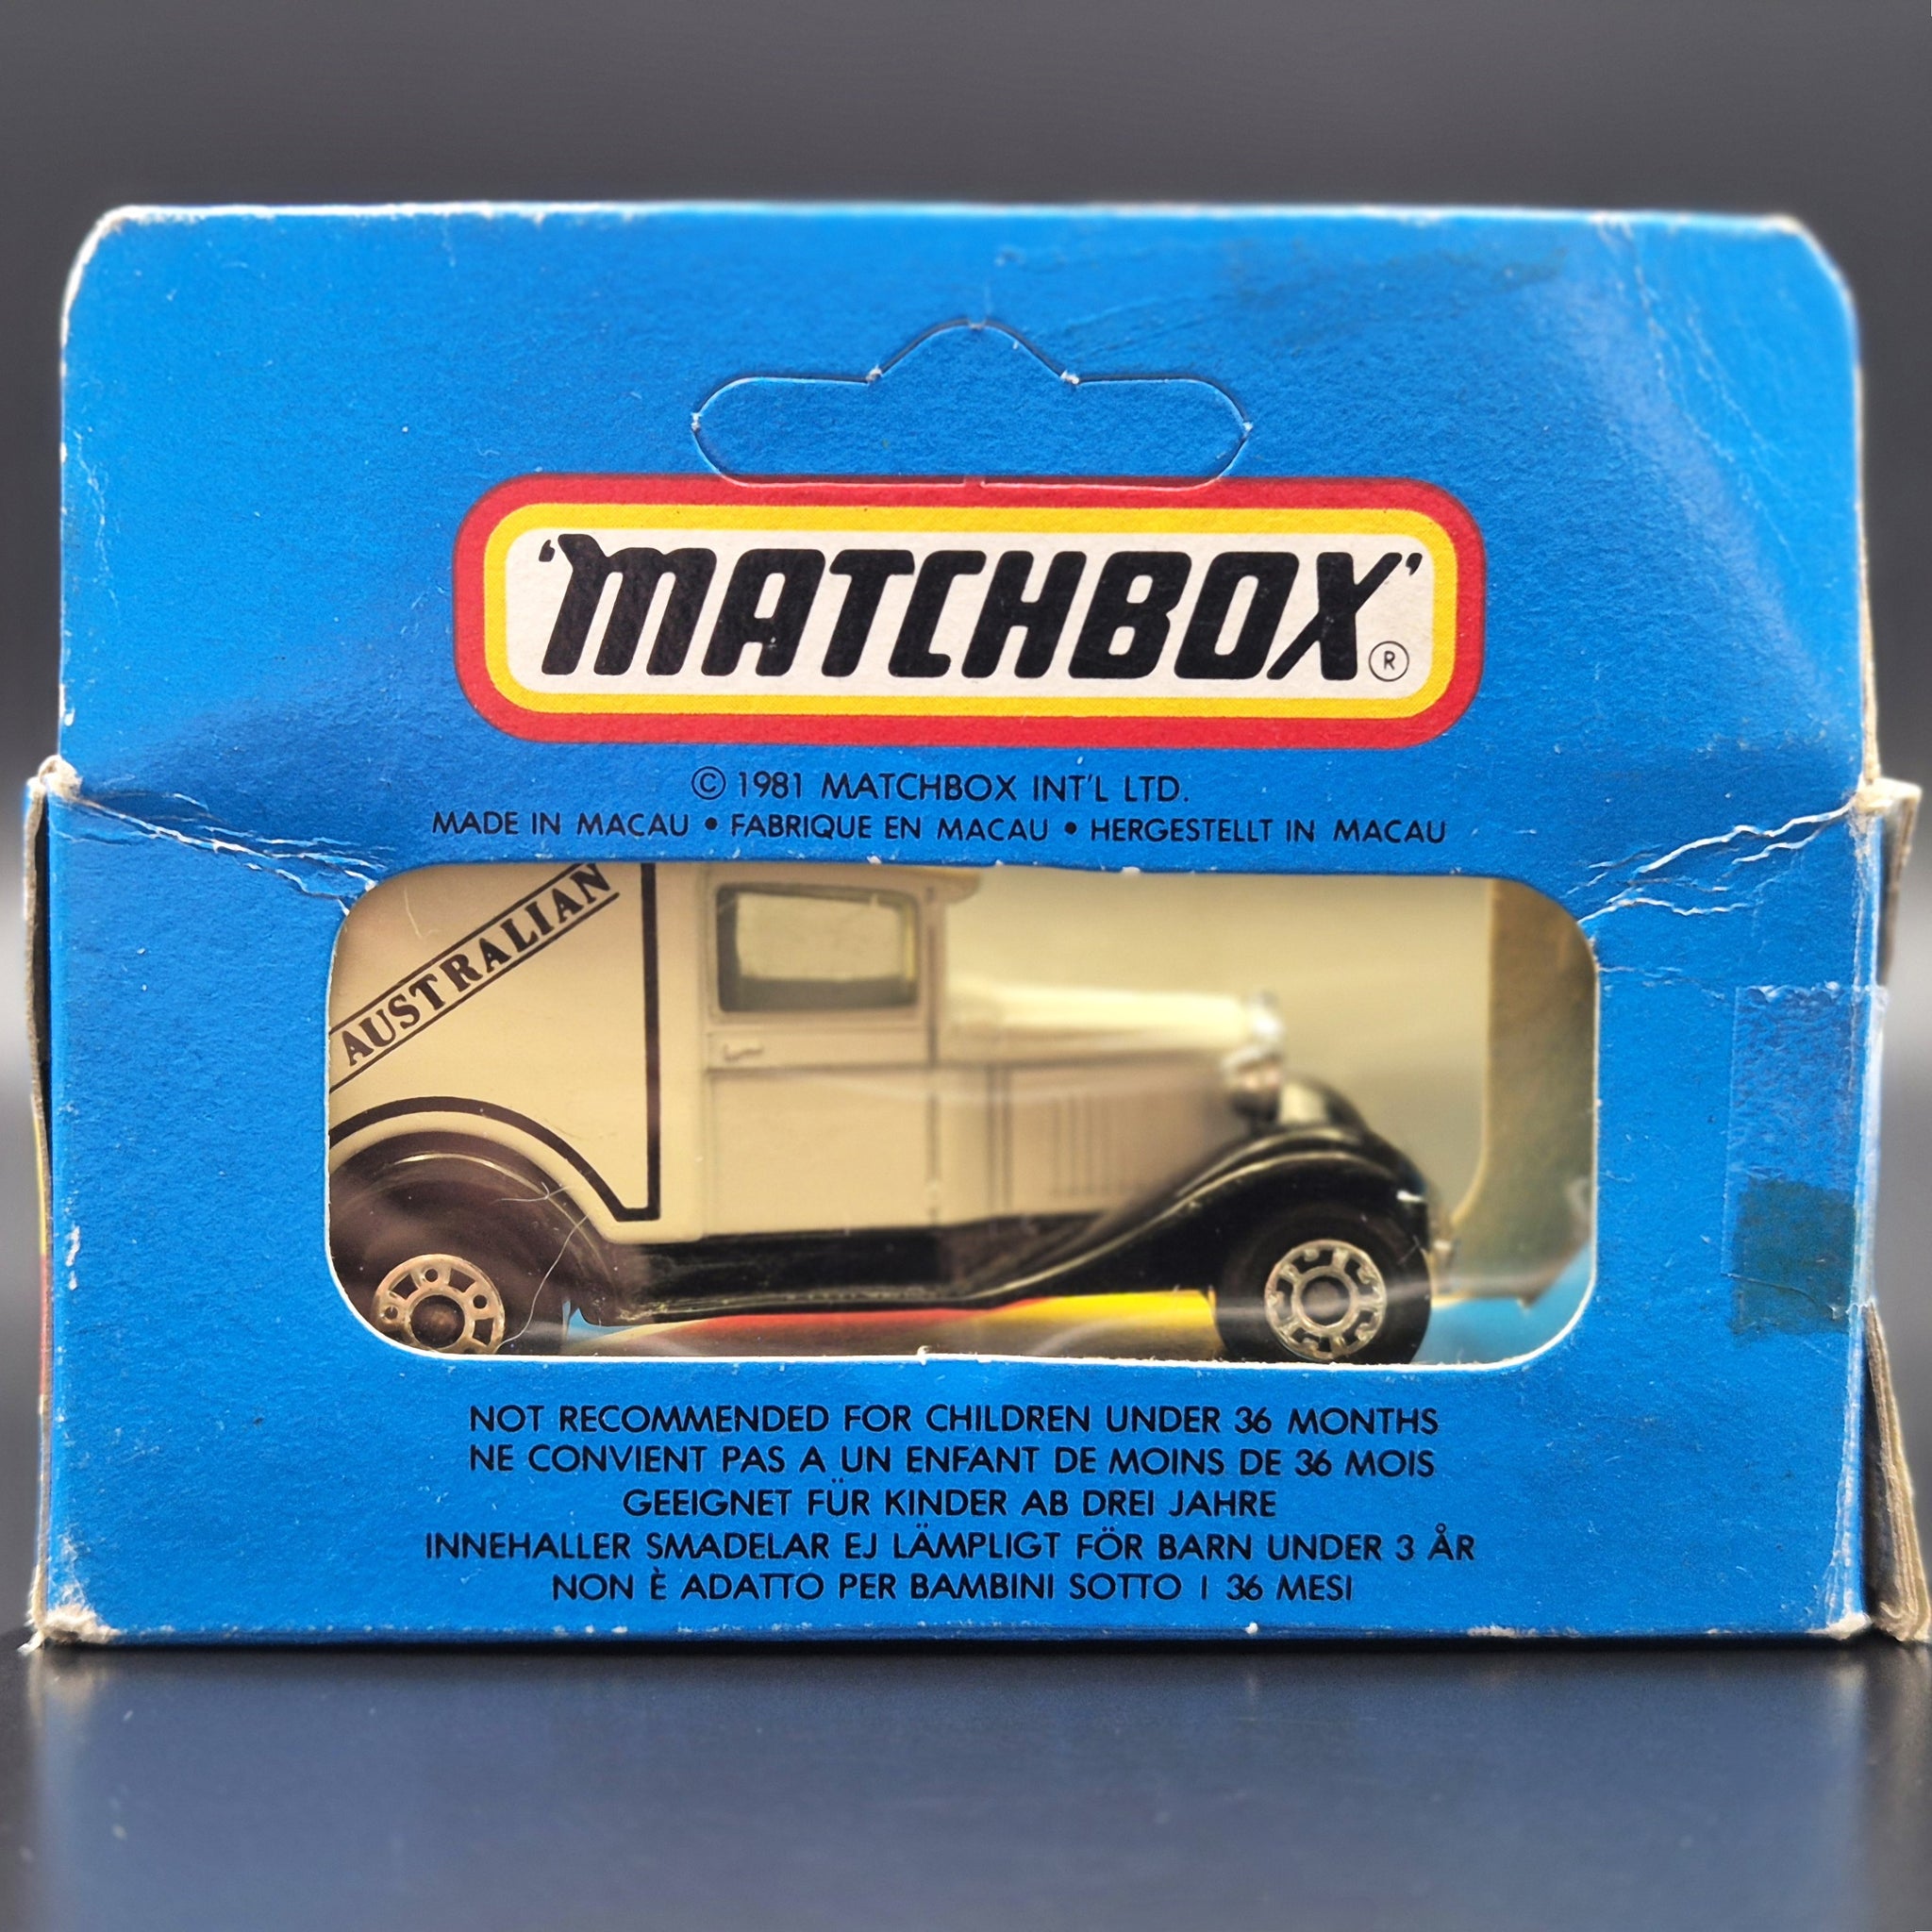 'MATCHBOX'®
© 1981 MATCHBOX INT'L LTD.
MADE IN MACAU • FABRIQUE EN MACAU • HERGESTELLT IN MACAU
AUSTRALIAN
NOT RECOMMENDED FOR CHILDREN UNDER 36 MONTHS
NE CONVIENT PAS A UN ENFANT DE MOINS DE 36 MOIS
GEEIGNET FÜR KINDER AB DREI JAHRE
INNEHALLER SMADELAR EJ LÄMPLIGT FÖR BARN UNDER 3 ÅR
NON È ADATTO PER BAMBINI SOTTO I 36 MESI